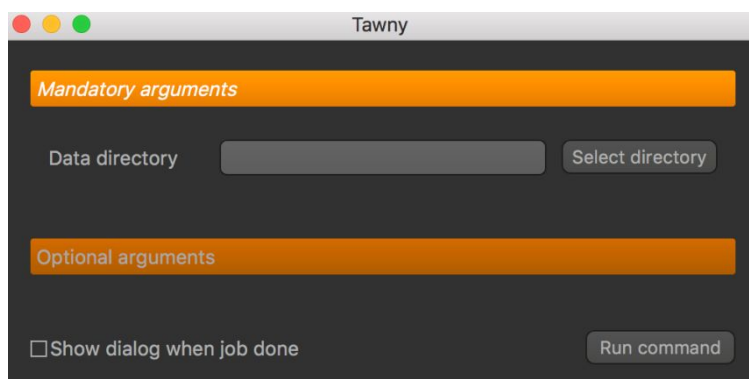 Tawny
Mandatory arguments
Data directory
Select directory
Optional arguments
Show dialog when job done
Run command